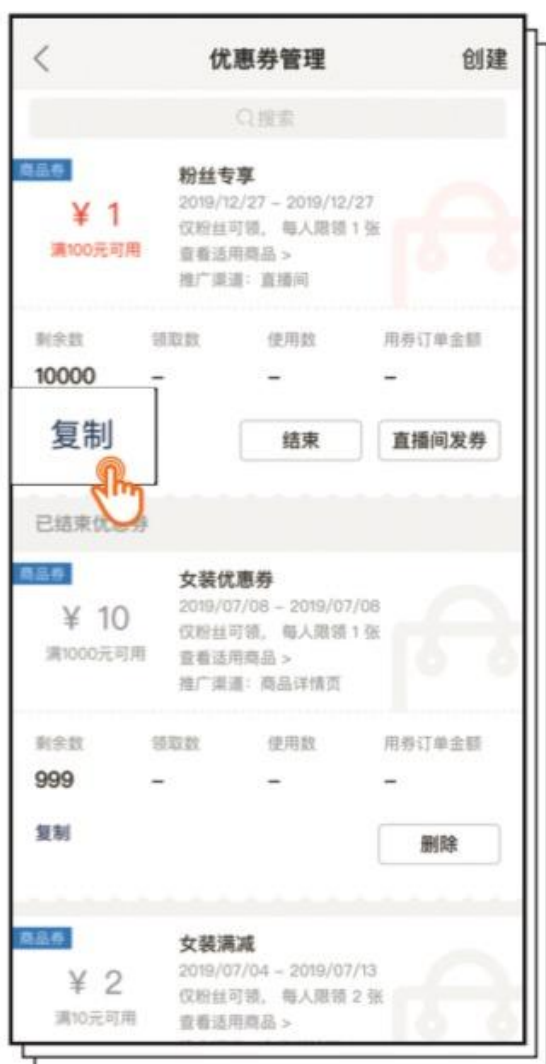 优惠券管理
创建
搜索
商品券
粉丝专享
¥ 1
2019/12/27 - 2019/12/27
仅粉丝可领，每人限领 1 张
满100元可用
查看适用商品 >
推广渠道：直播间
剩余数 领取数 使用数 用券订单金额
10000 - - -
复制
结束
直播间发券
已结束优惠券
商品券
女装优惠券
¥ 10
2019/07/08 - 2019/07/08
仅粉丝可领，每人限领 1 张
满1000元可用
查看适用商品 >
推广渠道：商品详情页
剩余数 领取数 使用数 用券订单金额
999 - - -
复制
删除
商品券
女装满减
¥ 2
2019/07/04 - 2019/07/13
仅粉丝可领，每人限领 2 张
满10元可用
查看适用商品 >